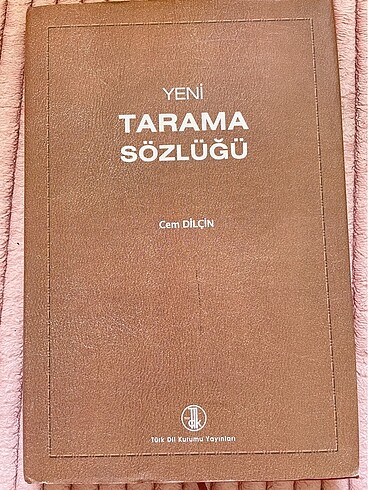 YENİ
TARAMA
SÖZLÜĞÜ
Cem DİLÇİN
Türk Dil Kurumu Yayınları